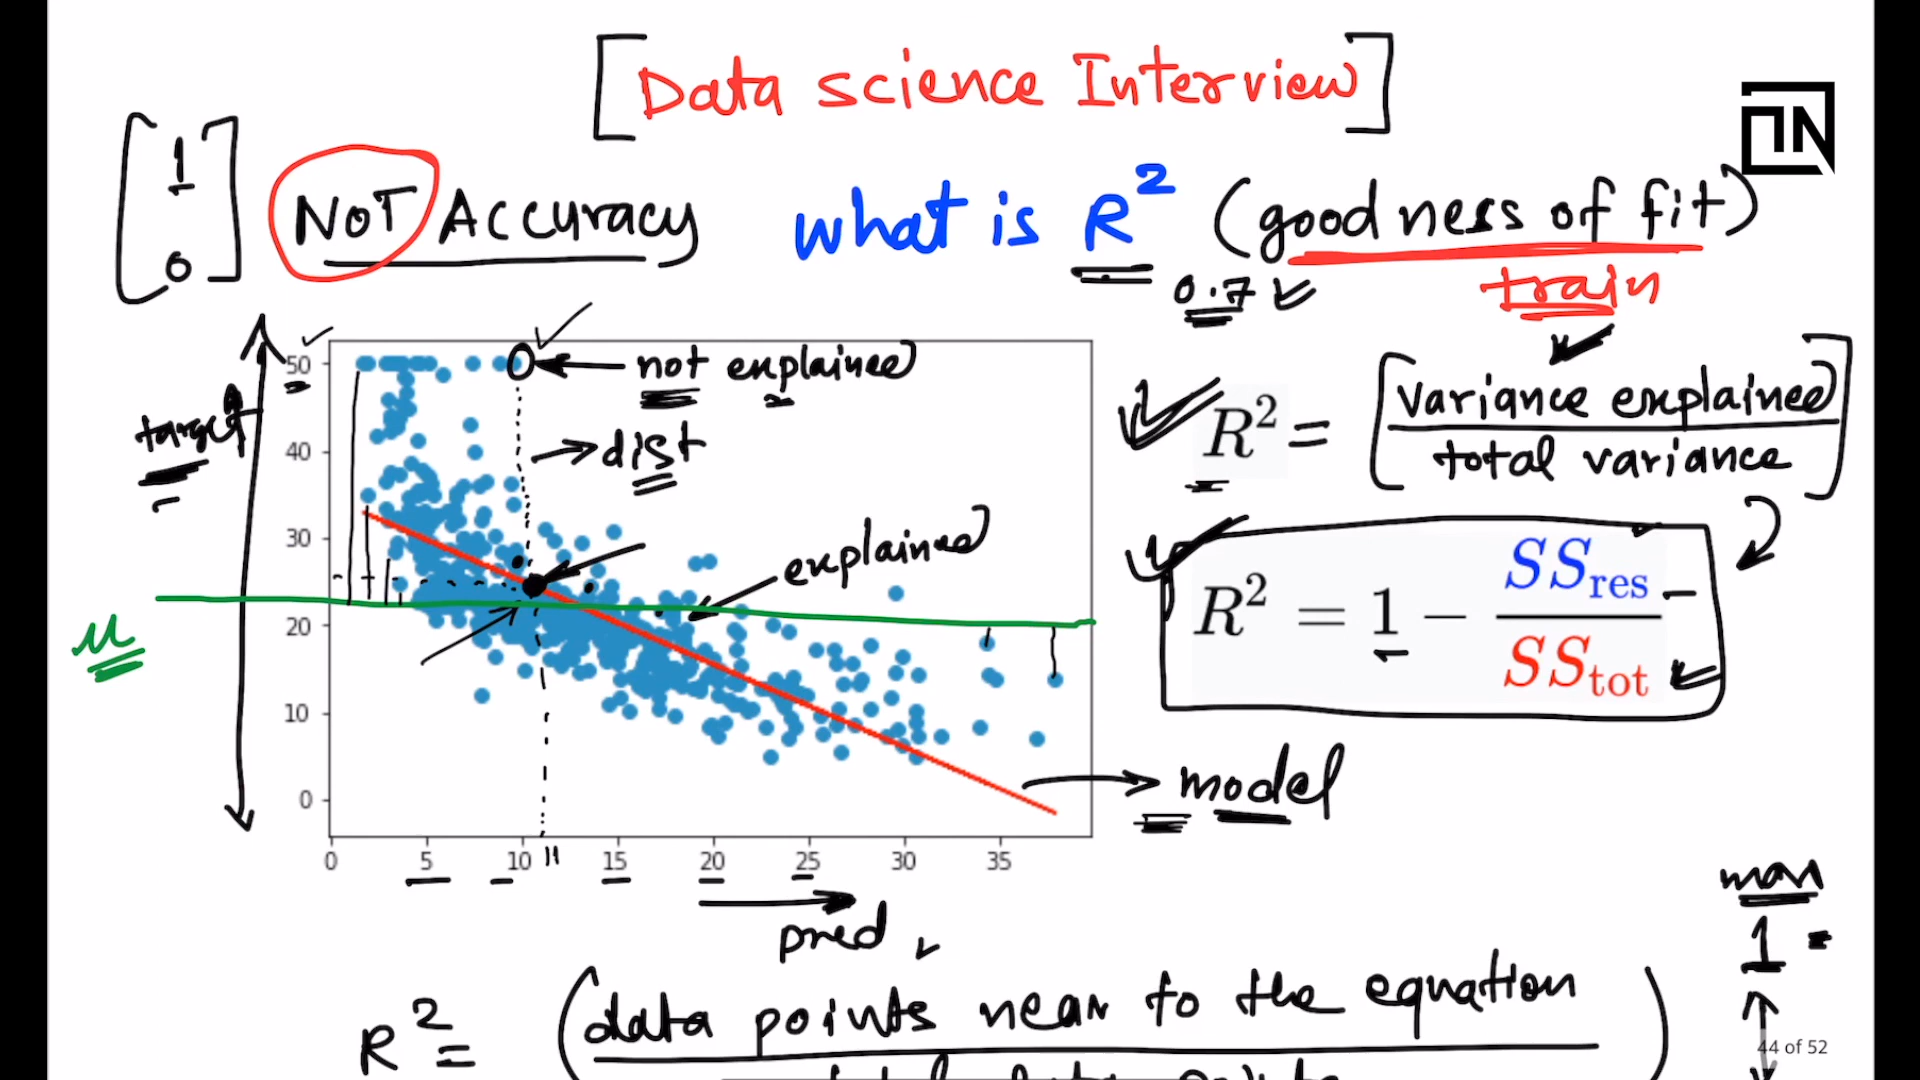 [Data science Interview]
JN
[1
0]
NOT Accuracy
what is R² (goodness of fit)
0.7
train
50
not explained
target
40
dist
30
explained
20
10
0
μ
R² = [variance explained / total variance]
R² = 1 − SSres / SStot
model
0 5 10 11 15 20 25 30 35
pred
max
1 =
R² = (data points near to the equation)
44 of 52